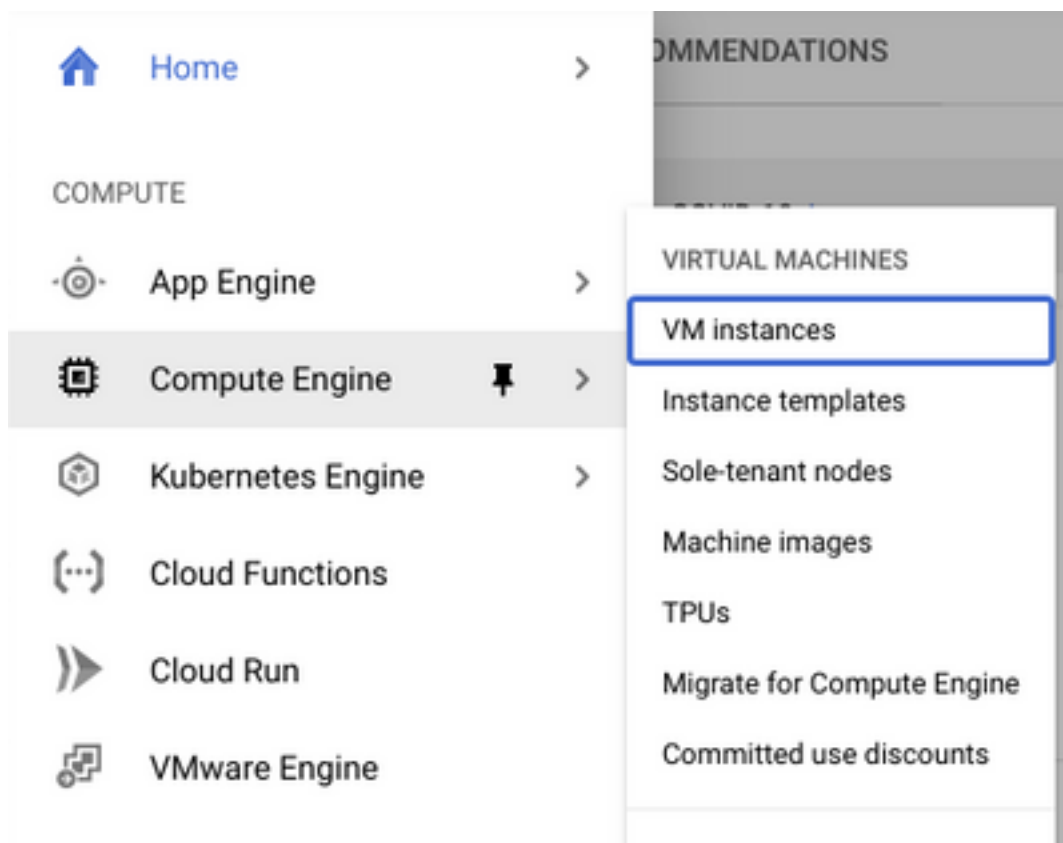 Home
COMPUTE
App Engine
Compute Engine
Kubernetes Engine
Cloud Functions
Cloud Run
VMware Engine
VIRTUAL MACHINES
VM instances
Instance templates
Sole-tenant nodes
Machine images
TPUs
Migrate for Compute Engine
Committed use discounts